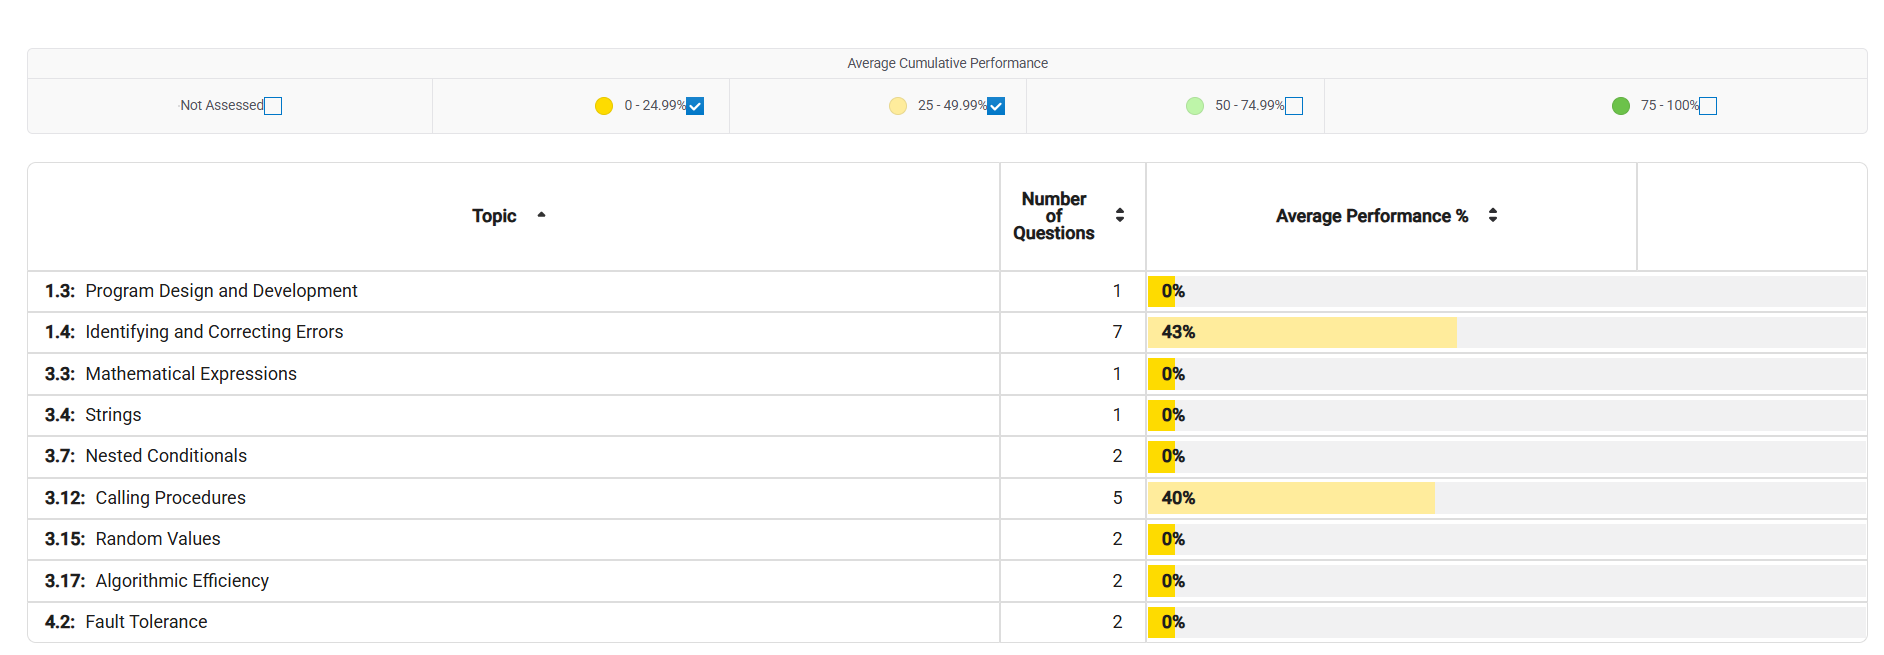 Average Cumulative Performance
Not Assessed 0 - 24.99% 25 - 49.99% 50 - 74.99% 75 - 100%
Topic Number of Questions Average Performance %
1.3: Program Design and Development 1 0%
1.4: Identifying and Correcting Errors 7 43%
3.3: Mathematical Expressions 1 0%
3.4: Strings 1 0%
3.7: Nested Conditionals 2 0%
3.12: Calling Procedures 5 40%
3.15: Random Values 2 0%
3.17: Algorithmic Efficiency 2 0%
4.2: Fault Tolerance 2 0%